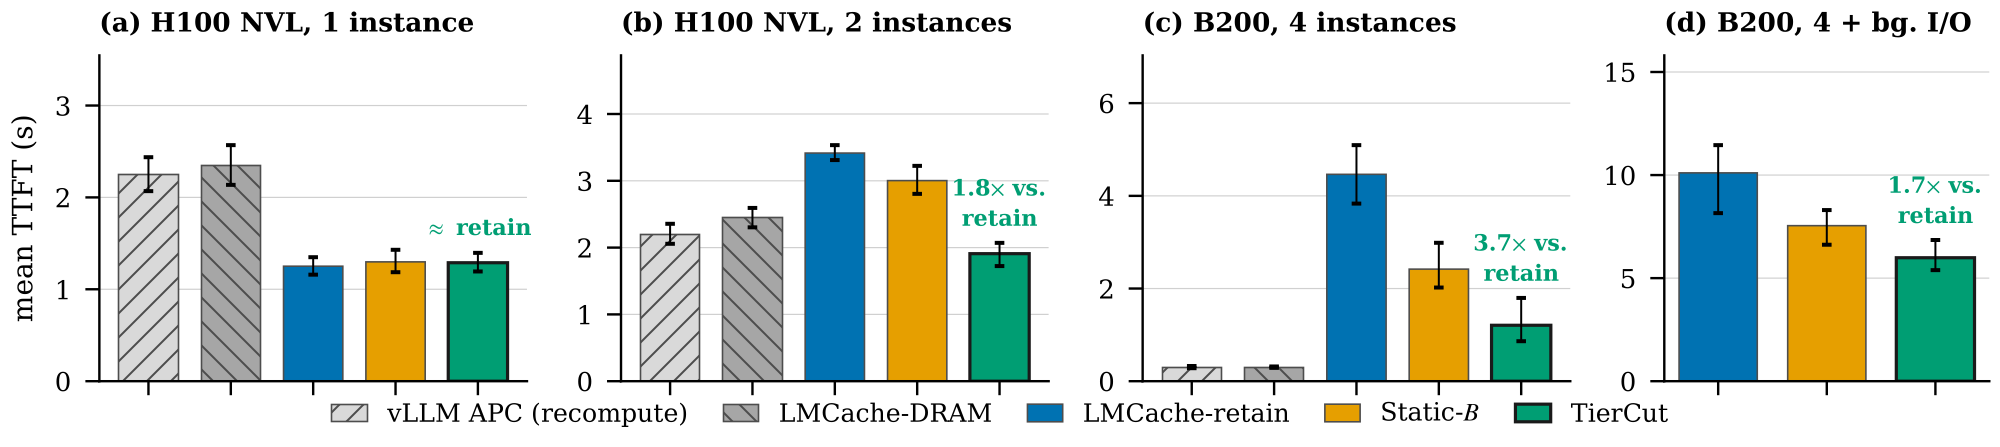 (a) H100 NVL, 1 instance
mean TTFT (s)
3
2
1
0
≈ retain
(b) H100 NVL, 2 instances
4
3
2
1
0
1.8× vs.
retain
(c) B200, 4 instances
6
4
2
0
3.7× vs.
retain
(d) B200, 4 + bg. I/O
15
10
5
0
1.7× vs.
retain
vLLM APC (recompute)
LMCache-DRAM
LMCache-retain
Static-B
TierCut